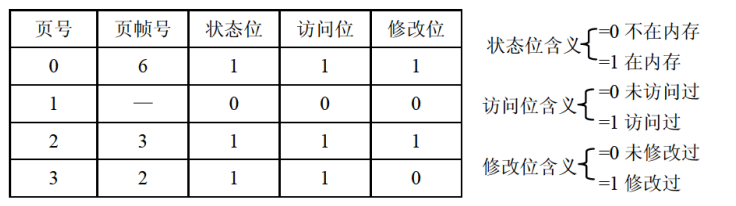 页号 页帧号 状态位 访问位 修改位
0 6 1 1 1
1 — 0 0 0
2 3 1 1 1
3 2 1 1 0
状态位含义 =0 不在内存
=1 在内存
访问位含义 =0 未访问过
=1 访问过
修改位含义 =0 未修改过
=1 修改过